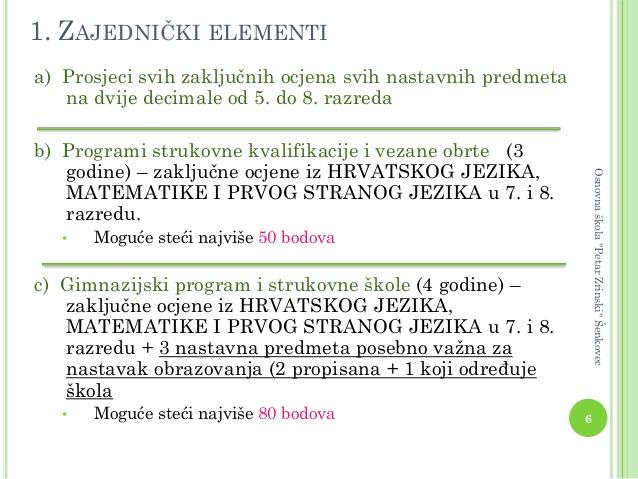 1. ZAJEDNIČKI ELEMENTI
a) Prosjeci svih zaključnih ocjena svih nastavnih predmeta
na dvije decimale od 5. do 8. razreda
b) Programi strukovne kvalifikacije i vezane obrte (3
godine) – zaključne ocjene iz HRVATSKOG JEZIKA,
MATEMATIKE I PRVOG STRANOG JEZIKA u 7. i 8.
razredu.
• Moguće steći najviše 50 bodova
c) Gimnazijski program i strukovne škole (4 godine) –
zaključne ocjene iz HRVATSKOG JEZIKA,
MATEMATIKE I PRVOG STRANOG JEZIKA u 7. i 8.
razredu + 3 nastavna predmeta posebno važna za
nastavak obrazovanja (2 propisana + 1 koji određuje
škola
• Moguće steći najviše 80 bodova
Osnovna škola "Petar Zrinski" Šenkovec
6